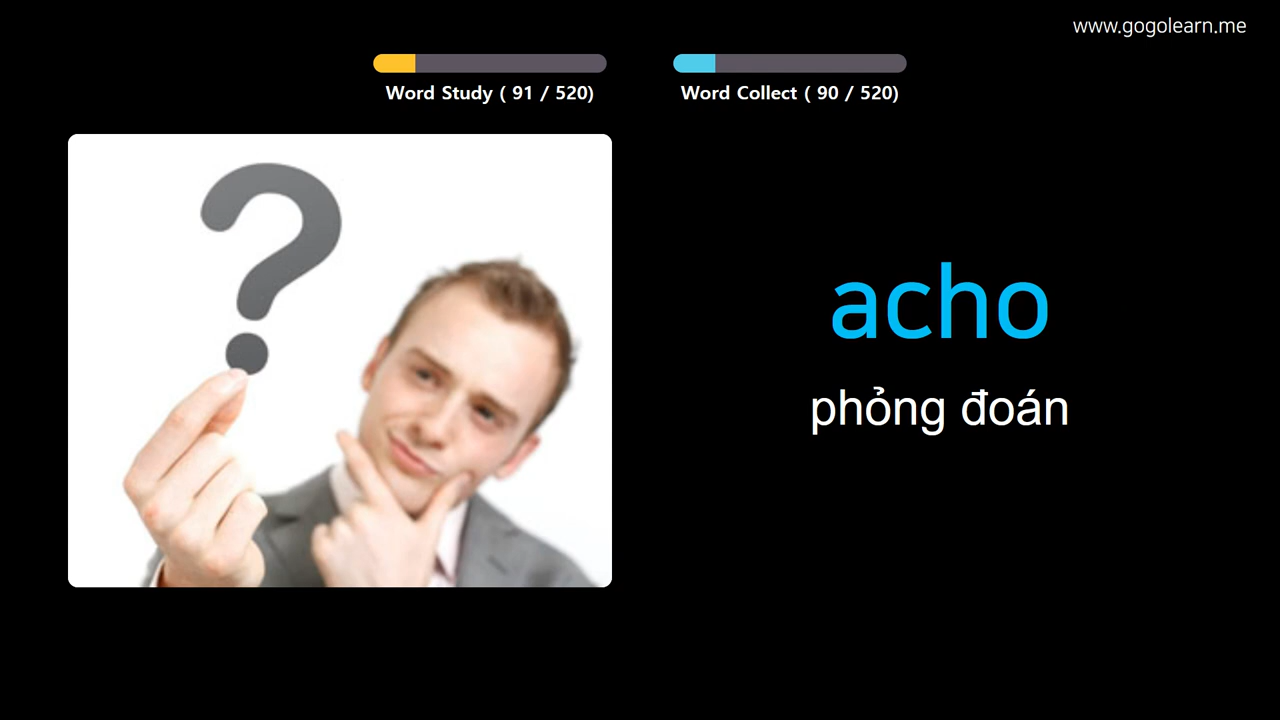 www.gogolearn.me
Word Study ( 91 / 520)
Word Collect ( 90 / 520)
acho
phỏng đoán